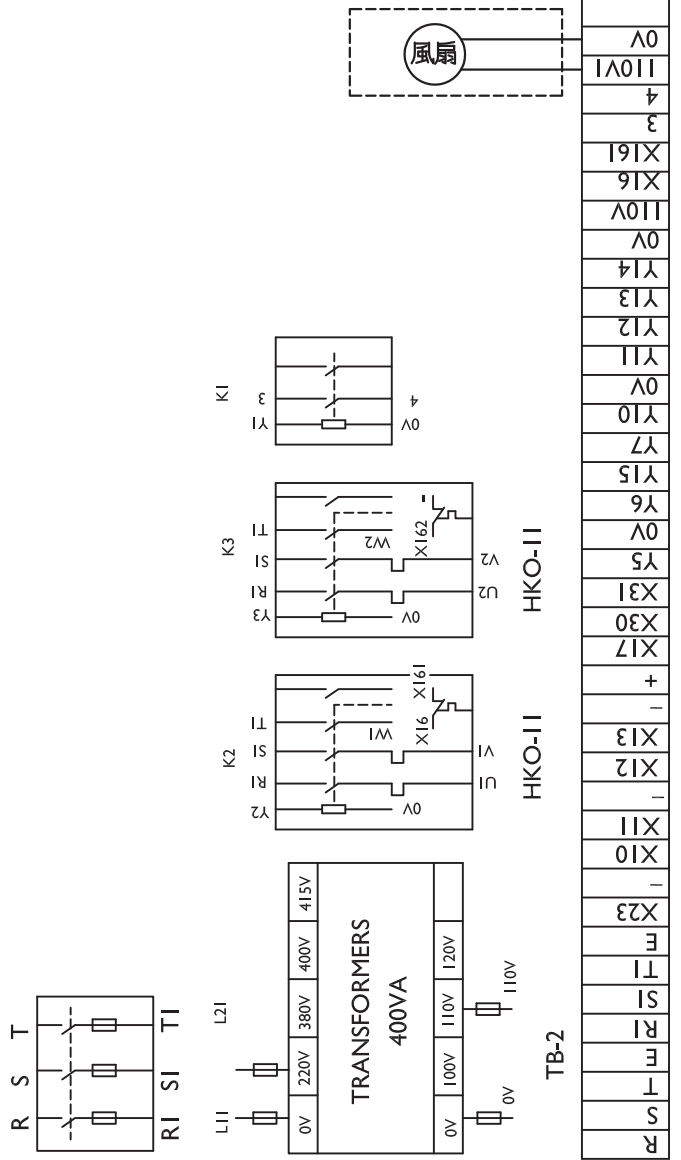 風扇
0V
110V1
4
3
X161
X16
110V
0V
Y14
Y13
Y12
Y11
0V
Y10
Y7
Y15
Y6
0V
Y5
X31
X30
X17
+
−
X13
X12
−
X11
X10
−
X23
E
T1
S1
R1
E
T
S
R
TB-2
K1
Y1 3
0V 4
K3
Y3 R1 S1 T1
0V W2 X162
U2 V2
HKO-11
K2
Y2 R1 S1 T1
0V W1 X16 X161
U1 V1
HKO-11
R S T
R1 S1 T1
L11 L21
0V 220V 380V 400V 415V
TRANSFORMERS
400VA
0V 100V 110V 120V
0V 110V